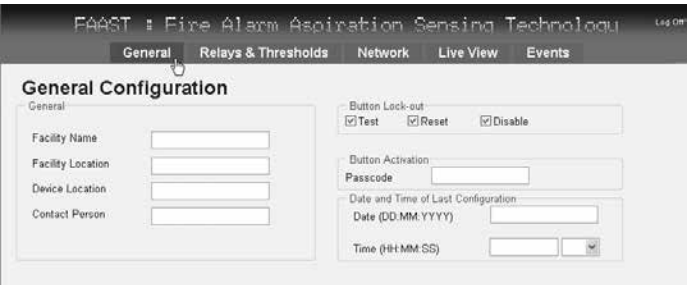 FAAST : Fire Alarm Aspiration Sensing Technology
Log Off
General Relays & Thresholds Network Live View Events
General Configuration
General
Facility Name
Facility Location
Device Location
Contact Person
Button Lock-out
Test Reset Disable
Button Activation
Passcode
Date and Time of Last Configuration
Date (DD:MM:YYYY)
Time (HH:MM:SS)